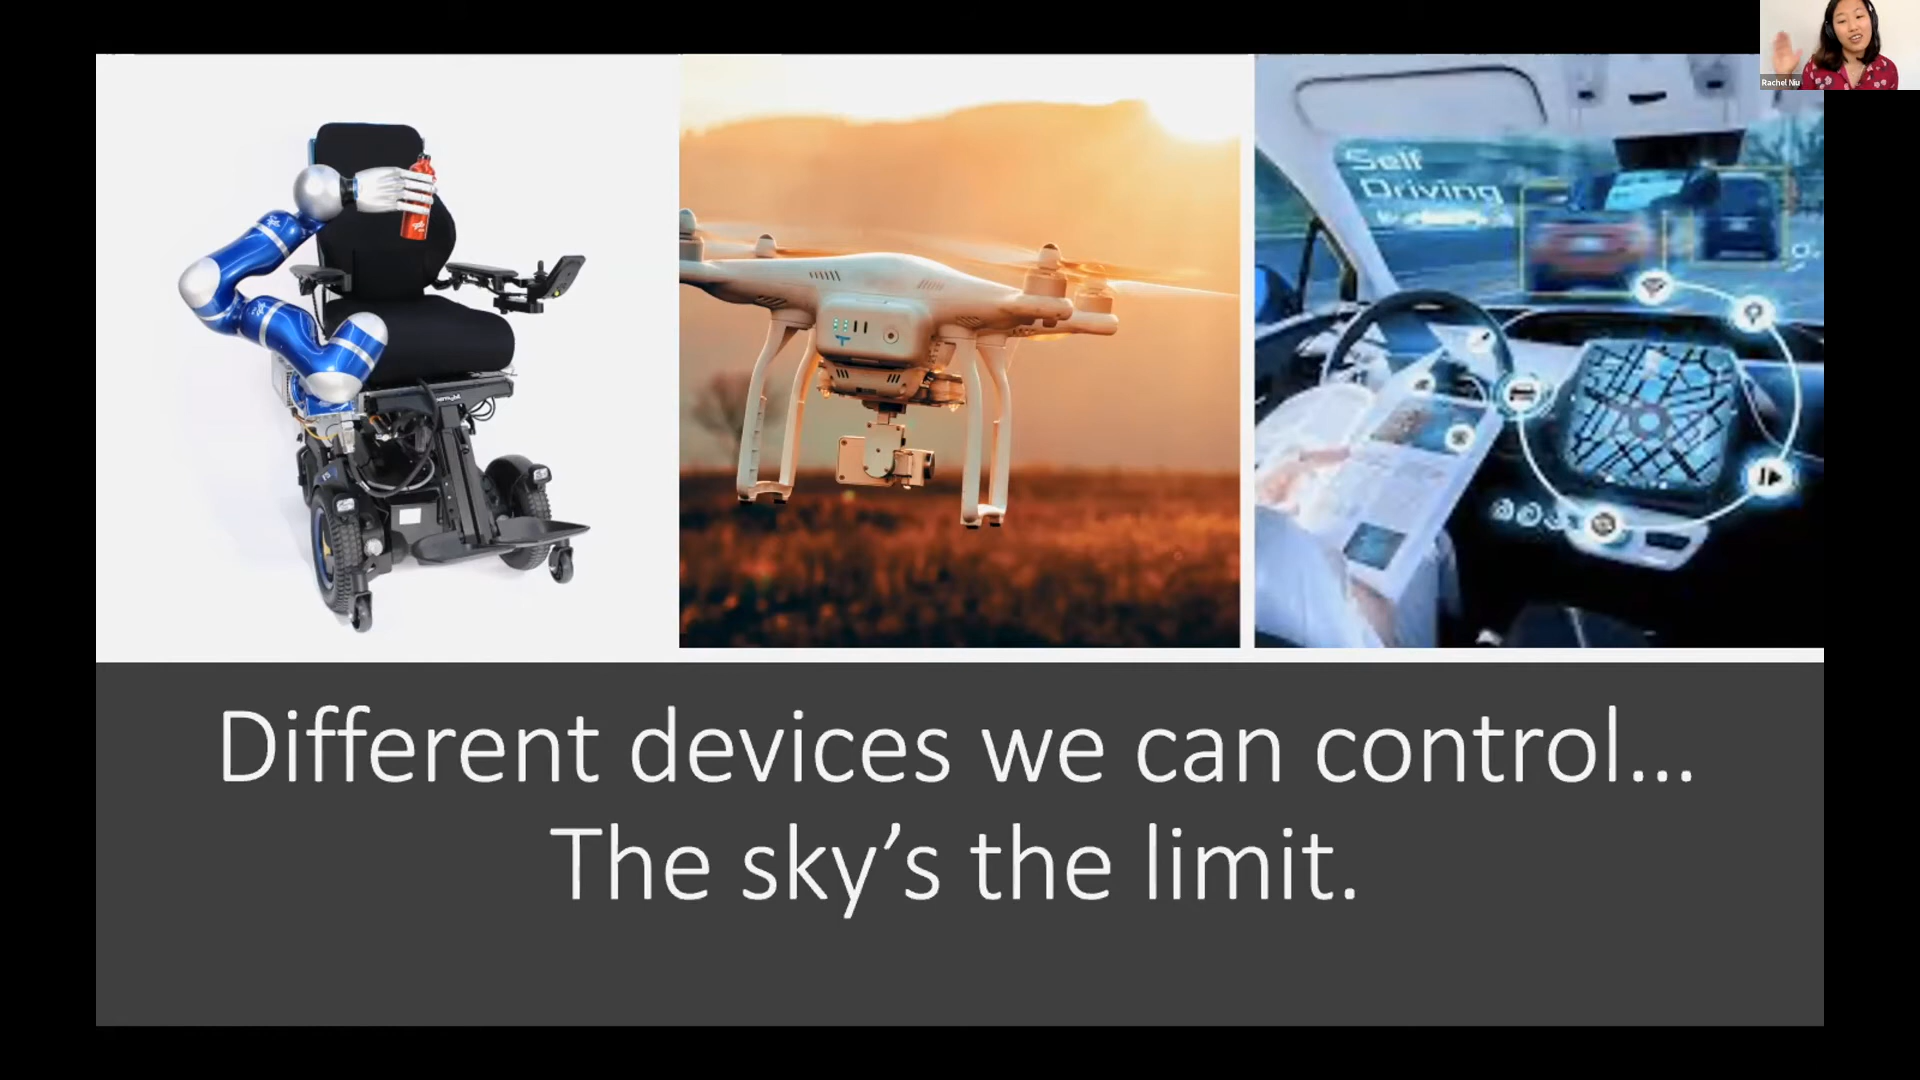 Rachel Niu
Self
Driving
Different devices we can control...
The sky’s the limit.